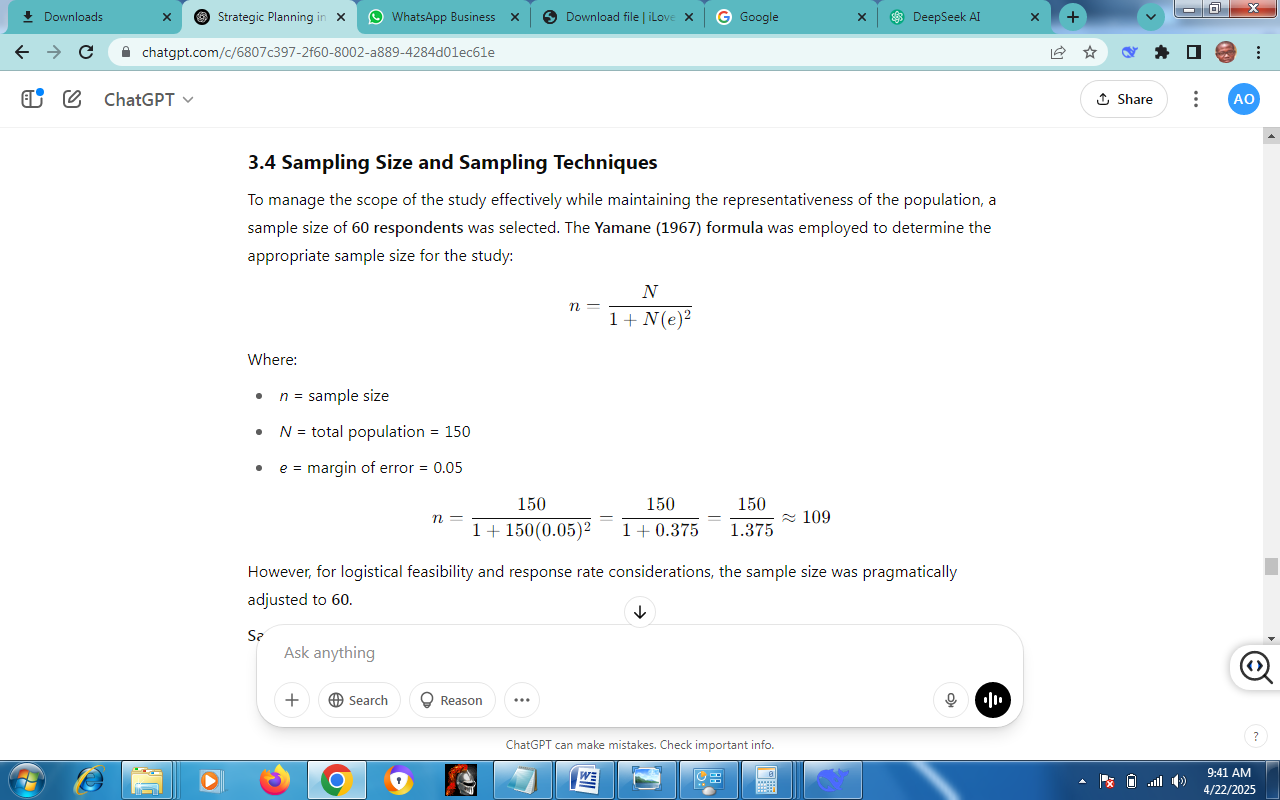 Downloads
Strategic Planning in
WhatsApp Business
Download file | iLove
Google
DeepSeek AI
chatgpt.com/c/6807c397-2f60-8002-a889-4284d01ec61e
ChatGPT
Share
AO
3.4 Sampling Size and Sampling Techniques
To manage the scope of the study effectively while maintaining the representativeness of the population, a
sample size of 60 respondents was selected. The Yamane (1967) formula was employed to determine the
appropriate sample size for the study:
n = N / 1 + N(e)²
Where:
• n = sample size
• N = total population = 150
• e = margin of error = 0.05
n = 150 / 1 + 150(0.05)² = 150 / 1 + 0.375 = 150 / 1.375 ≈ 109
However, for logistical feasibility and response rate considerations, the sample size was pragmatically
adjusted to 60.
Ask anything
Search
Reason
ChatGPT can make mistakes. Check important info.
?
9:41 AM
4/22/2025